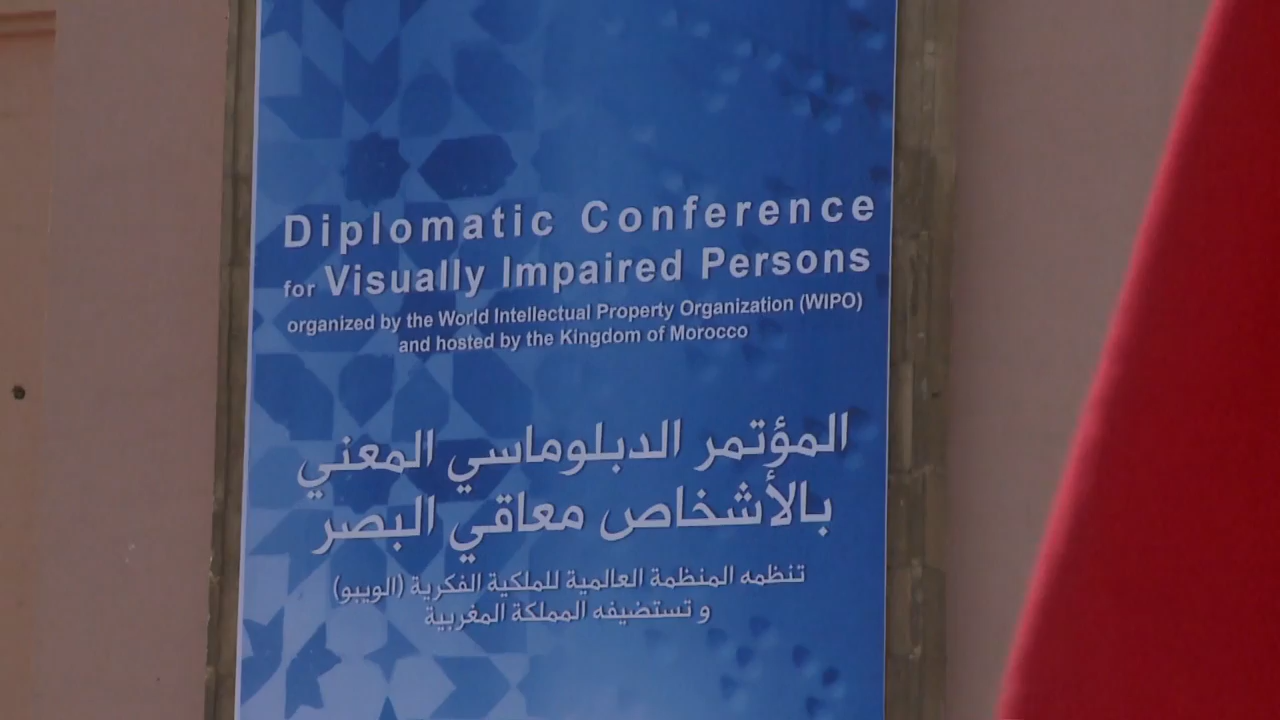 Diplomatic Conference
for Visually Impaired Persons
organized by the World Intellectual Property Organization (WIPO)
and hosted by the Kingdom of Morocco
المؤتمر الدبلوماسي المعني
بالأشخاص معاقي البصر
تنظمه المنظمة العالمية للملكية الفكرية (الويبو)
و تستضيفه المملكة المغربية